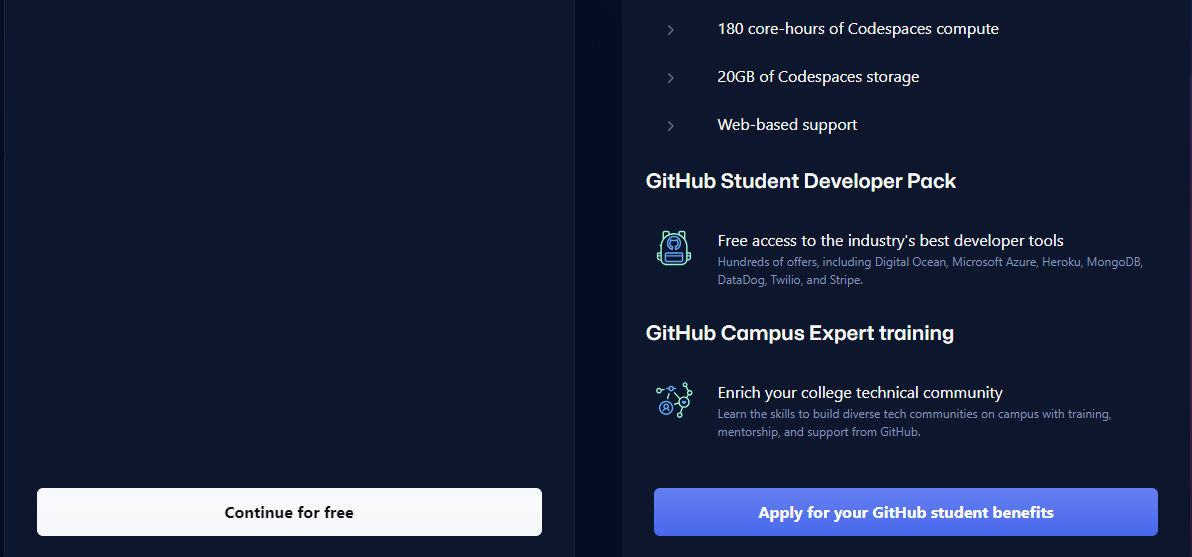 180 core-hours of Codespaces compute
20GB of Codespaces storage
Web-based support
GitHub Student Developer Pack
Free access to the industry's best developer tools
Hundreds of offers, including Digital Ocean, Microsoft Azure, Heroku, MongoDB,
DataDog, Twilio, and Stripe.
GitHub Campus Expert training
Enrich your college technical community
Learn the skills to build diverse tech communities on campus with training,
mentorship, and support from GitHub.
Continue for free
Apply for your GitHub student benefits